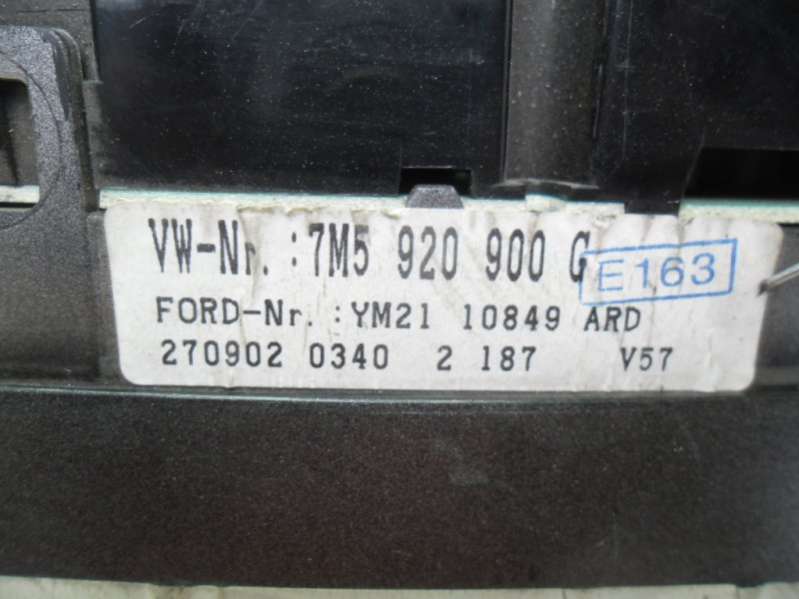 VW-Nr. :7M5 920 900 G
E163
FORD-Nr. :YM21 10849 ARD
270902 0340 2 187 V57